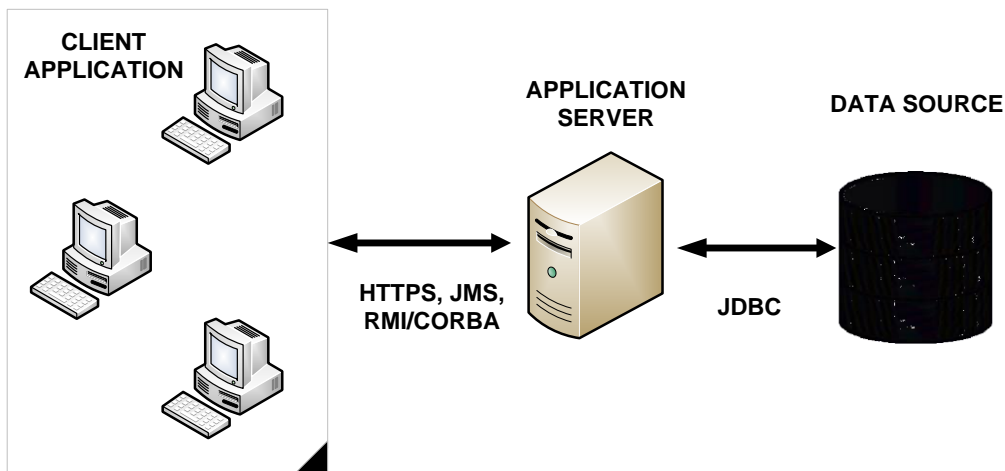 CLIENT
APPLICATION
APPLICATION
SERVER
DATA SOURCE
HTTPS, JMS,
RMI/CORBA
JDBC